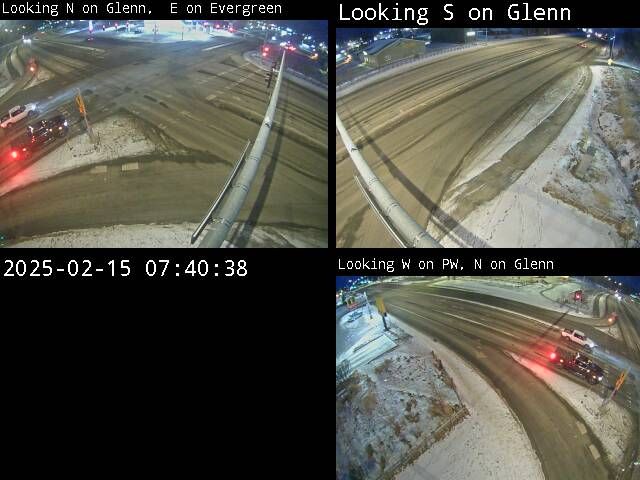 Looking N on Glenn,  E on Evergreen
Looking S on Glenn
2025-02-15 07:40:38
Looking W on PW, N on Glenn